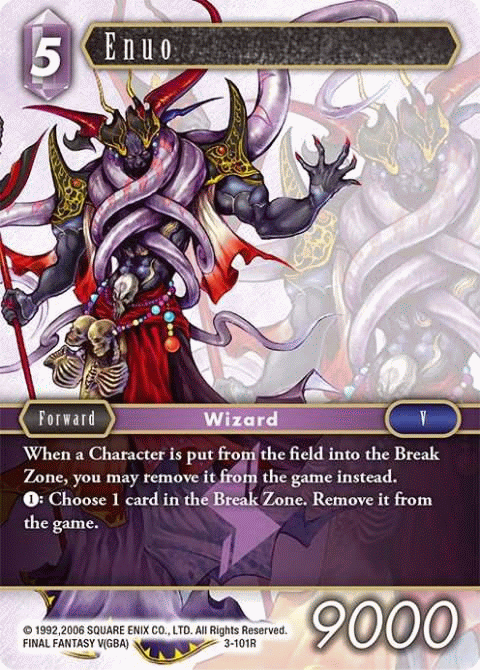 5
Enuo
Forward
Wizard
V
When a Character is put from the field into the Break
Zone, you may remove it from the game instead.
❶: Choose 1 card in the Break Zone. Remove it from
the game.
© 1992,2006 SQUARE ENIX CO., LTD. All Rights Reserved.
FINAL FANTASY V(GBA)
3-101R
9000